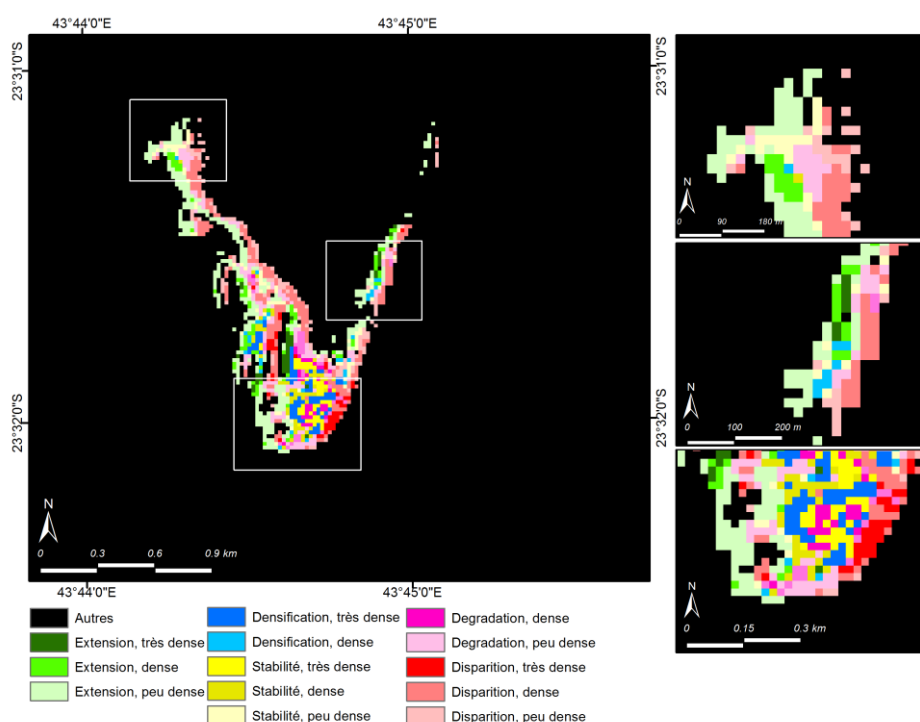 43°44'0"E
43°45'0"E
23°31'0"S
23°31'0"S
23°32'0"S
23°32'0"S
N
0 0.3 0.6 0.9 km
43°44'0"E
43°45'0"E
N
0 90 180 m
N
0 100 200 m
N
0 0.15 0.3 km
Autres
Extension, très dense
Extension, dense
Extension, peu dense
Densification, très dense
Densification, dense
Stabilité, très dense
Stabilité, dense
Stabilité, peu dense
Degradation, dense
Degradation, peu dense
Disparition, très dense
Disparition, dense
Disparition, peu dense